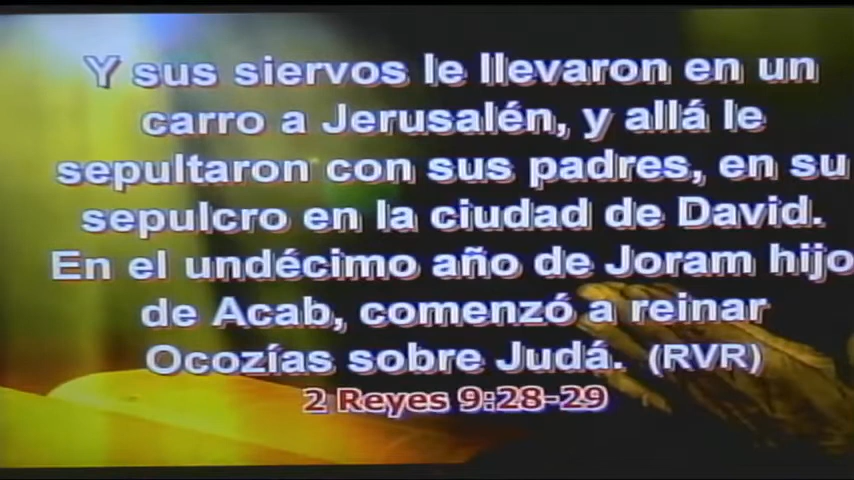 Y sus siervos le llevaron en un
carro a Jerusalén, y allá le
sepultaron con sus padres, en su
sepulcro en la ciudad de David.
En el undécimo año de Joram hijo
de Acab, comenzó a reinar
Ocozías sobre Judá. (RVR)
2 Reyes 9:28-29